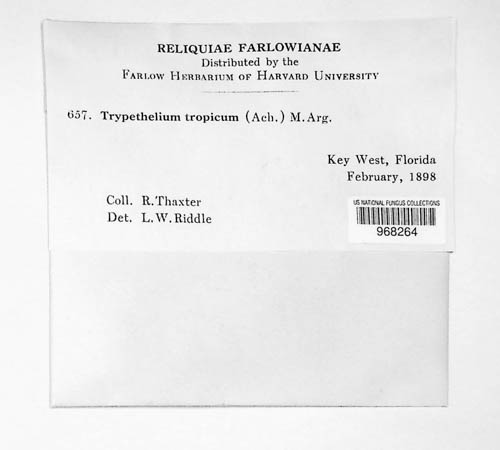 RELIQUIAE FARLOWIANAE
Distributed by the
FARLOW HERBARIUM OF HARVARD UNIVERSITY
657. Trypethelium tropicum (Ach.) M. Arg.
Key West, Florida
February, 1898
Coll. R. Thaxter
Det. L. W. Riddle
US NATIONAL FUNGUS COLLECTIONS
968264